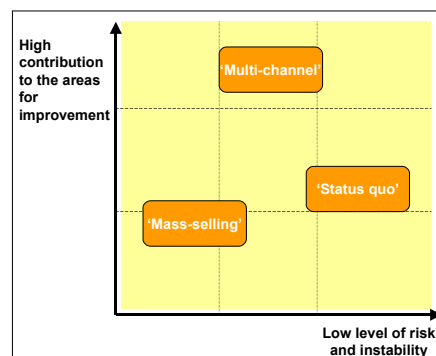 High
contribution
to the areas
for
improvement
‘Multi-channel’
‘Status quo’
‘Mass-selling’
Low level of risk
and instability